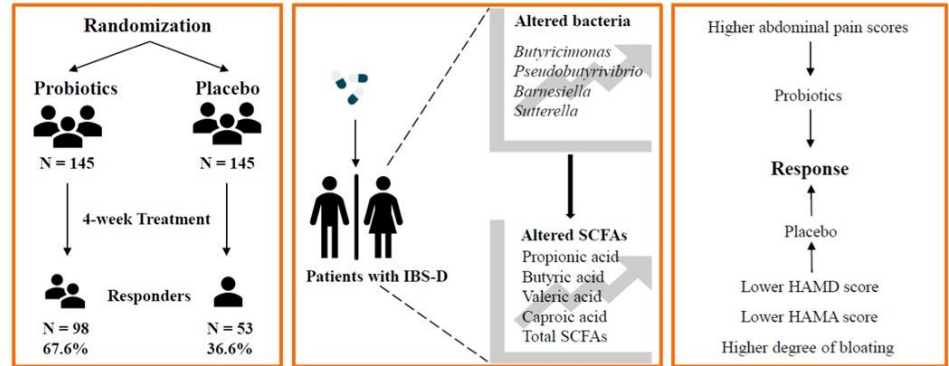 Randomization
Probiotics Placebo
N = 145 N = 145
4-week Treatment
Responders
N = 98 N = 53
67.6% 36.6%
Patients with IBS-D
Altered bacteria
Butyricimonas
Pseudobutyrivibrio
Barnesiella
Sutterella
Altered SCFAs
Propionic acid
Butyric acid
Valeric acid
Caproic acid
Total SCFAs
Higher abdominal pain scores
Probiotics
Response
Placebo
Lower HAMD score
Lower HAMA score
Higher degree of bloating